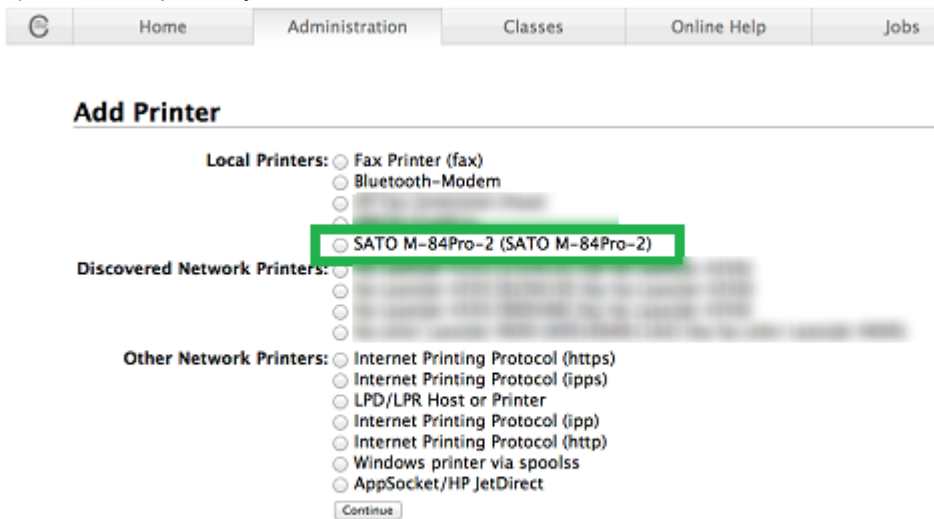 Home Administration Classes Online Help Jobs
Add Printer
Local Printers: Fax Printer (fax)
Bluetooth-Modem
SATO M-84Pro-2 (SATO M-84Pro-2)
Discovered Network Printers:
Other Network Printers: Internet Printing Protocol (https)
Internet Printing Protocol (ipps)
LPD/LPR Host or Printer
Internet Printing Protocol (ipp)
Internet Printing Protocol (http)
Windows printer via spoolss
AppSocket/HP JetDirect
Continue